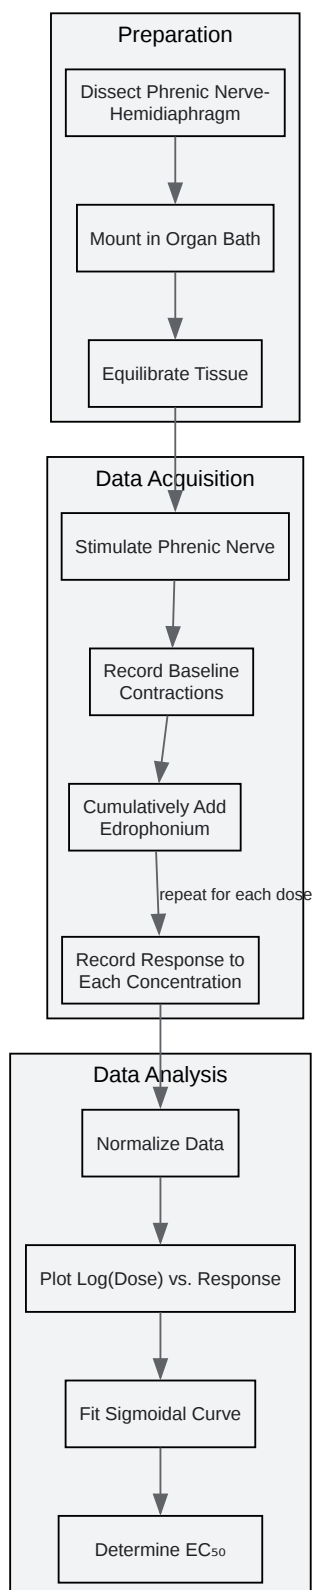 Preparation
Dissect Phrenic Nerve-
Hemidiaphragm
Mount in Organ Bath
Equilibrate Tissue
Data Acquisition
Stimulate Phrenic Nerve
Record Baseline
Contractions
Cumulatively Add
Edrophonium
repeat for each dose
Record Response to
Each Concentration
Data Analysis
Normalize Data
Plot Log(Dose) vs. Response
Fit Sigmoidal Curve
Determine EC₅₀